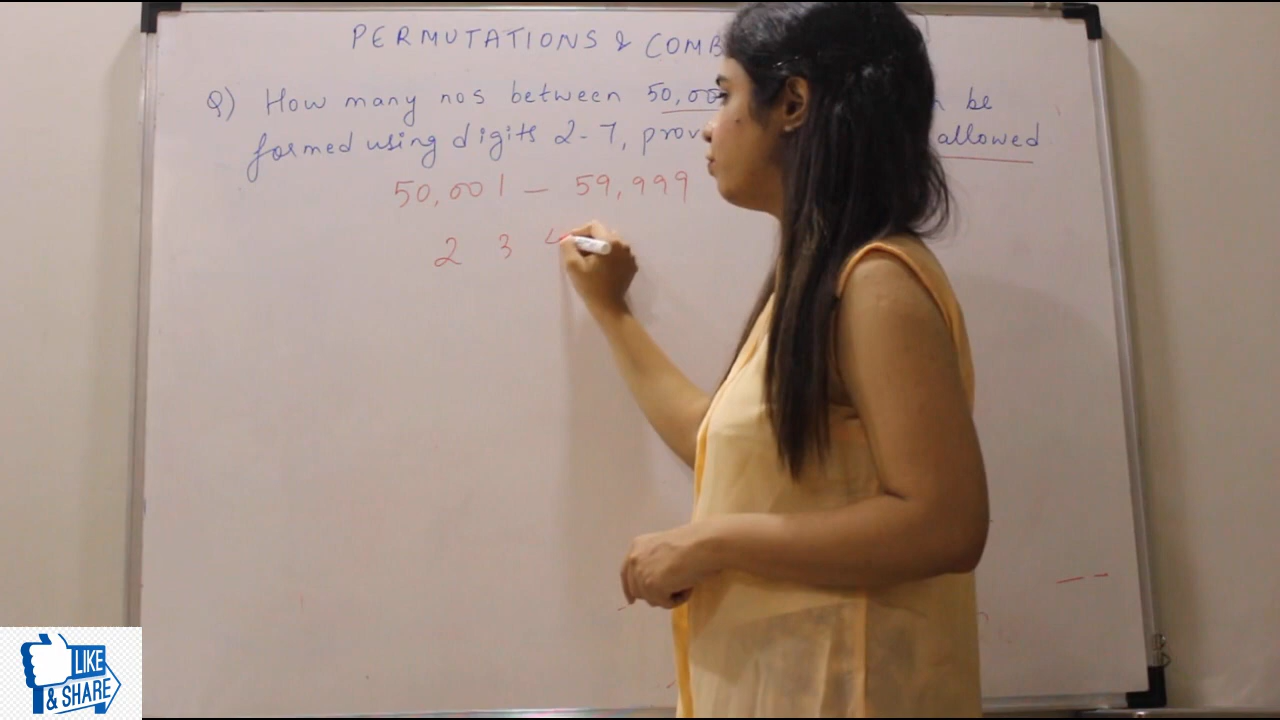 PERMUTATIONS & COMB
Q) How many nos between 50,00 be
formed using digits 2-7, prov allowed
50,001 — 59,999
2 3
LIKE
& SHARE